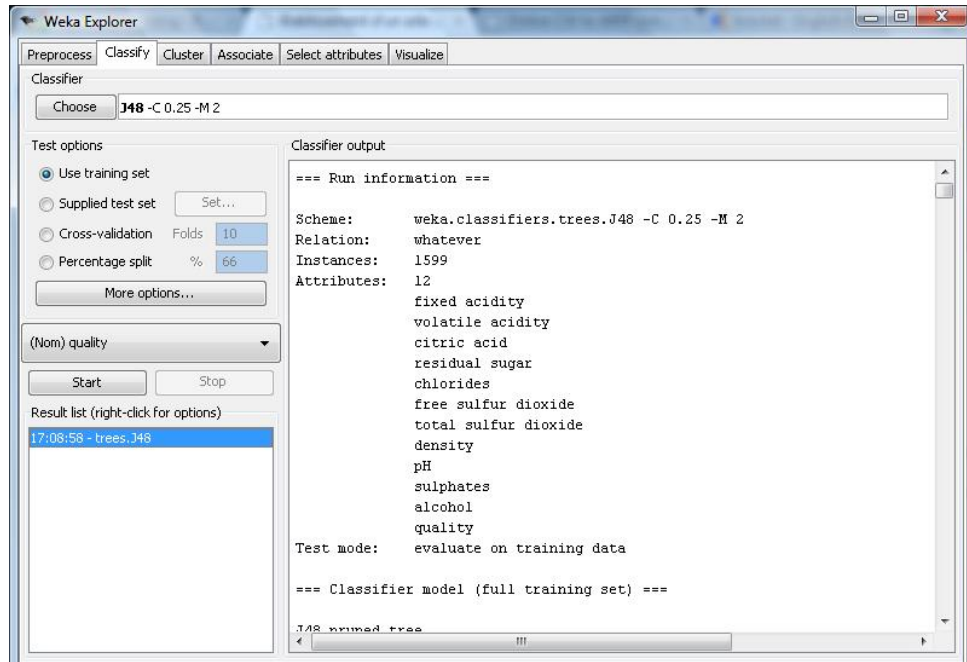 Weka Explorer
Preprocess Classify Cluster Associate Select attributes Visualize
Classifier
Choose J48 -C 0.25 -M 2
Test options
Use training set
Supplied test set Set...
Cross-validation Folds 10
Percentage split % 66
More options...
(Nom) quality
Start Stop
Result list (right-click for options)
17:08:58 - trees.J48
Classifier output
=== Run information ===
Scheme: weka.classifiers.trees.J48 -C 0.25 -M 2
Relation: whatever
Instances: 1599
Attributes: 12
fixed acidity
volatile acidity
citric acid
residual sugar
chlorides
free sulfur dioxide
total sulfur dioxide
density
pH
sulphates
alcohol
quality
Test mode: evaluate on training data
=== Classifier model (full training set) ===
J48 pruned tree